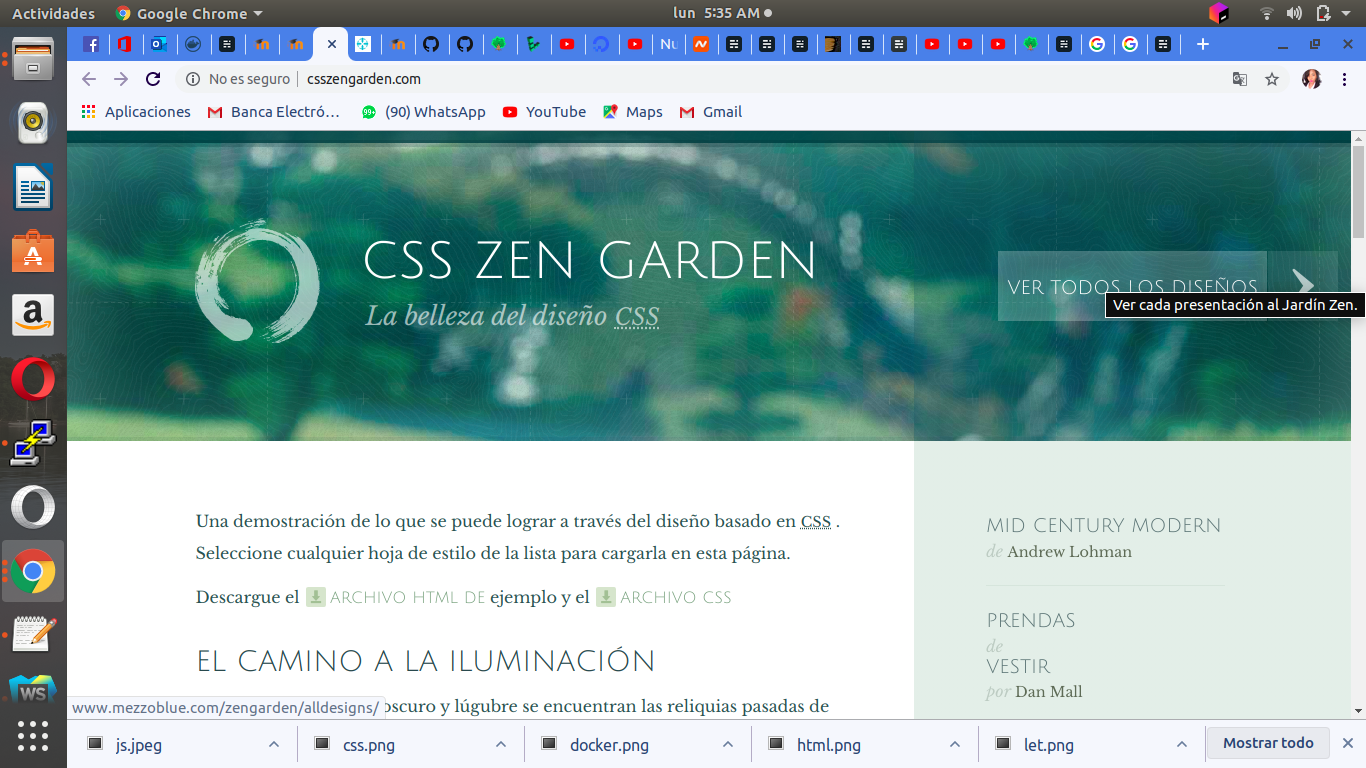 Actividades
Google Chrome
lun 5:35 AM
Nu
No es seguro
csszengarden.com
Aplicaciones
Banca Electró…
99+
(90) WhatsApp
YouTube
Maps
Gmail
CSS ZEN GARDEN
La belleza del diseño CSS
VER TODOS LOS DISEÑOS
Ver cada presentación al Jardín Zen.
Una demostración de lo que se puede lograr a través del diseño basado en CSS .
Seleccione cualquier hoja de estilo de la lista para cargarla en esta página.
Descargue el ARCHIVO HTML DE ejemplo y el ARCHIVO CSS
EL CAMINO A LA ILUMINACIÓN
oscuro y lúgubre se encuentran las reliquias pasadas de
MID CENTURY MODERN
de Andrew Lohman
PRENDAS
de
VESTIR
por Dan Mall
www.mezzoblue.com/zengarden/alldesigns/
WS
js.jpeg
css.png
docker.png
html.png
let.png
Mostrar todo